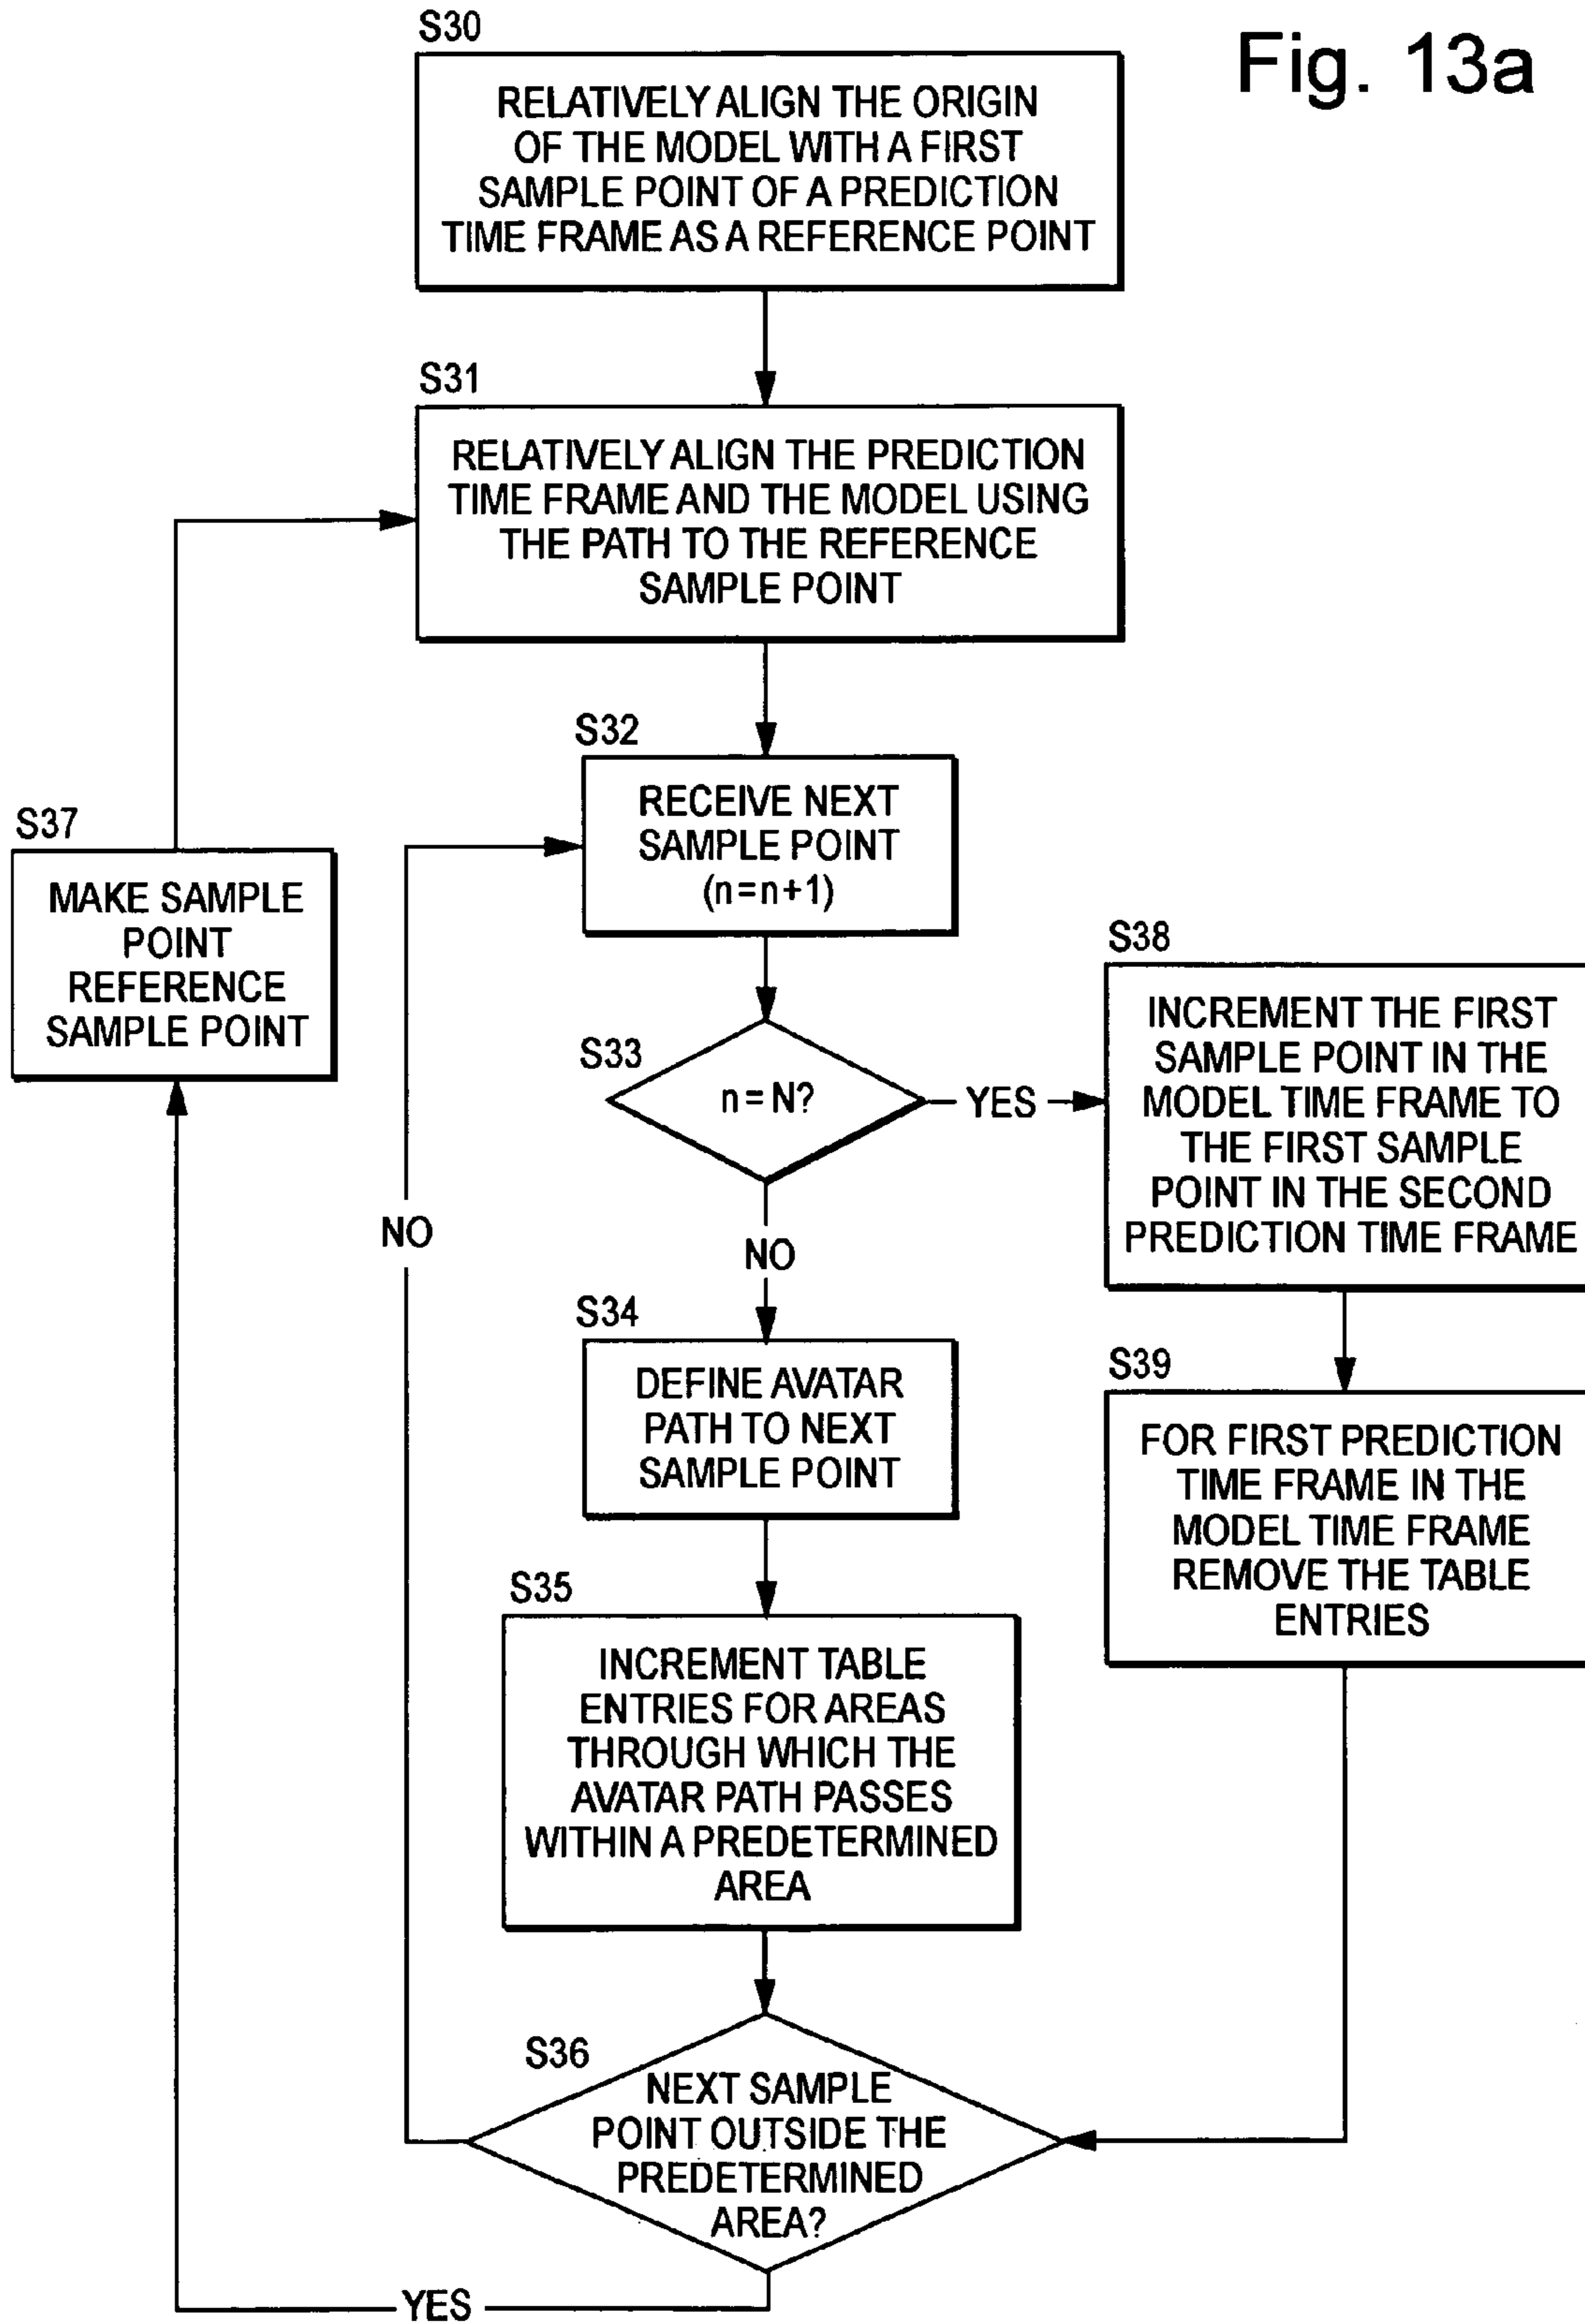 Fig. 13a
S30
RELATIVELY ALIGN THE ORIGIN
OF THE MODEL WITH A FIRST
SAMPLE POINT OF A PREDICTION
TIME FRAME AS A REFERENCE POINT
S31
RELATIVELY ALIGN THE PREDICTION
TIME FRAME AND THE MODEL USING
THE PATH TO THE REFERENCE
SAMPLE POINT
S32
RECEIVE NEXT
SAMPLE POINT
(n=n+1)
S37
MAKE SAMPLE
POINT
REFERENCE
SAMPLE POINT
S33
n = N?
YES
S38
INCREMENT THE FIRST
SAMPLE POINT IN THE
MODEL TIME FRAME TO
THE FIRST SAMPLE
POINT IN THE SECOND
PREDICTION TIME FRAME
NO
NO
S34
DEFINE AVATAR
PATH TO NEXT
SAMPLE POINT
S39
FOR FIRST PREDICTION
TIME FRAME IN THE
MODEL TIME FRAME
REMOVE THE TABLE
ENTRIES
S35
INCREMENT TABLE
ENTRIES FOR AREAS
THROUGH WHICH THE
AVATAR PATH PASSES
WITHIN A PREDETERMINED
AREA
S36
NEXT SAMPLE
POINT OUTSIDE THE
PREDETERMINED
AREA?
YES